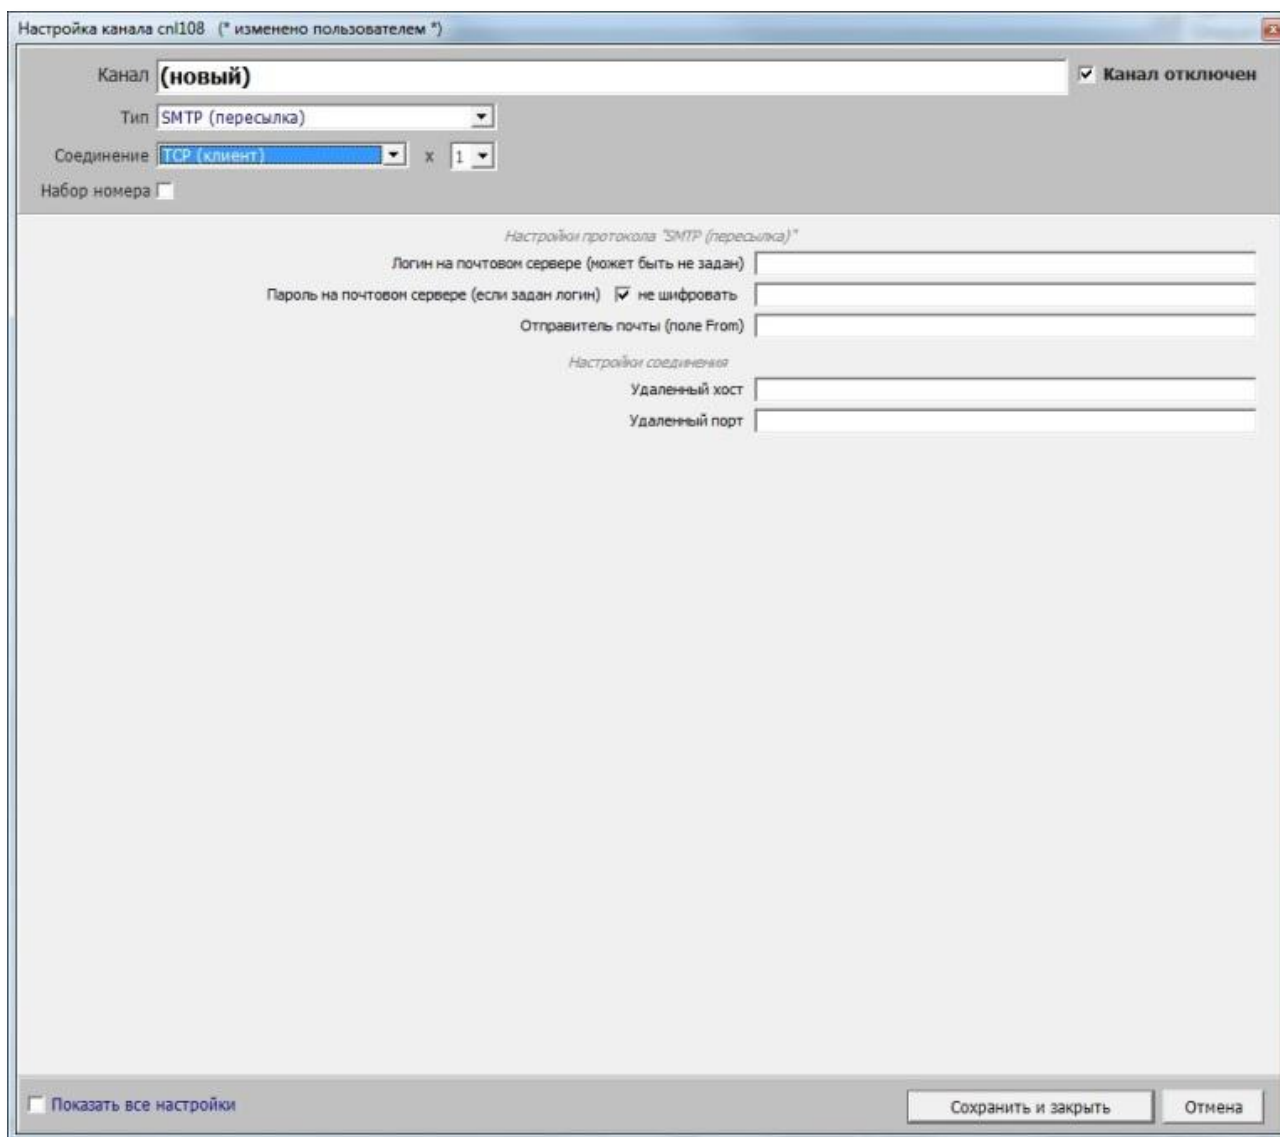 Настройка канала cnl108 (* изменено пользователем *)
Канал (новый) Канал отключен
Тип SMTP (пересылка)
Соединение TCP (клиент) x 1
Набор номера
Настройки протокола "SMTP (пересылка)"
Логин на почтовом сервере (может быть не задан)
Пароль на почтовом сервере (если задан логин) не шифровать
Отправитель почты (поле From)
Настройки соединения
Удаленный хост
Удаленный порт
Показать все настройки Сохранить и закрыть Отмена